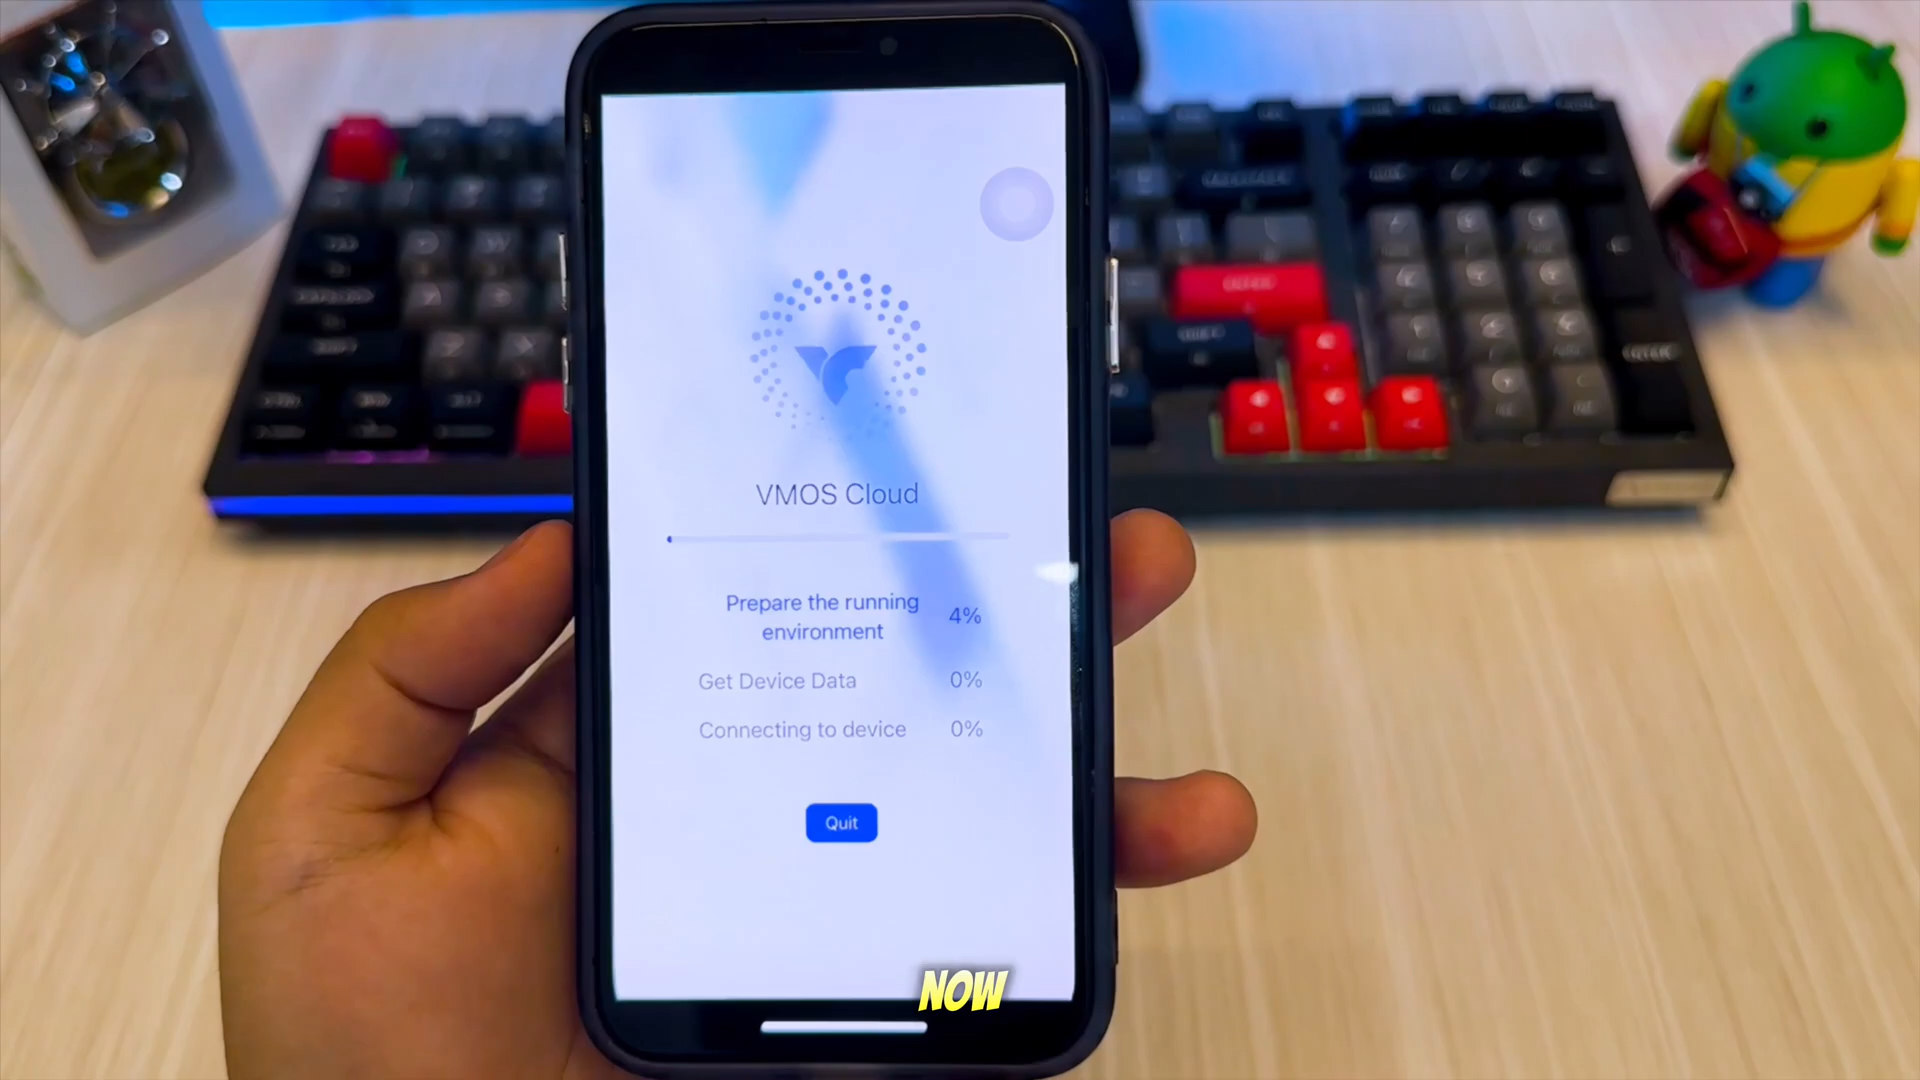 VMOS Cloud
Prepare the running
environment
4%
Get Device Data 0%
Connecting to device 0%
Quit
NOW